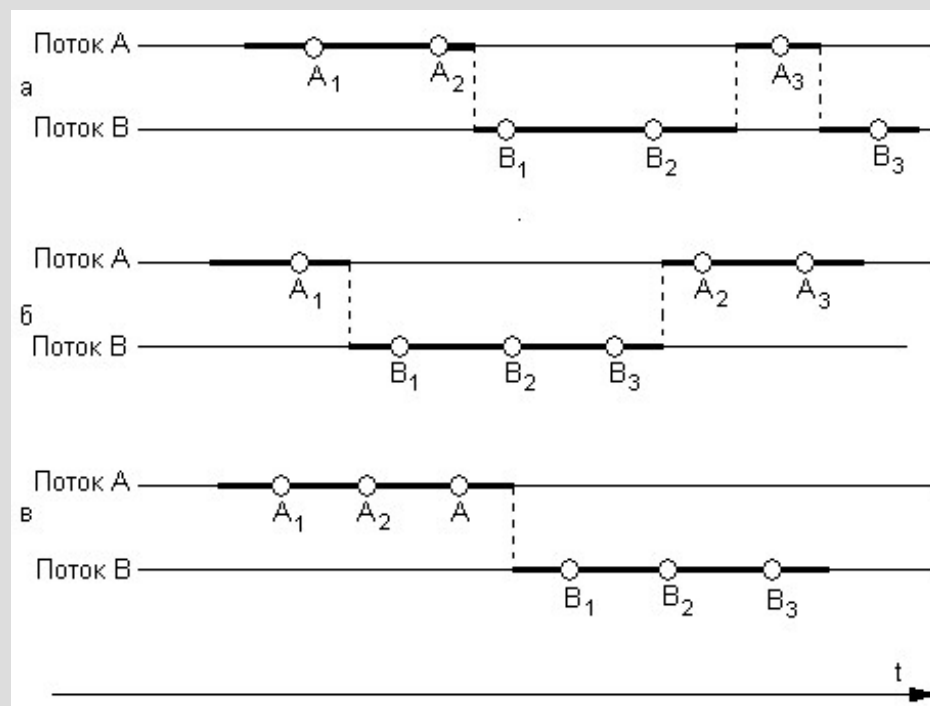 Поток А
A₁ A₂ A₃
а
Поток В
B₁ B₂ B₃
Поток А
A₁ A₂ A₃
б
Поток В
B₁ B₂ B₃
Поток А
A₁ A₂ A
в
Поток В
B₁ B₂ B₃
t